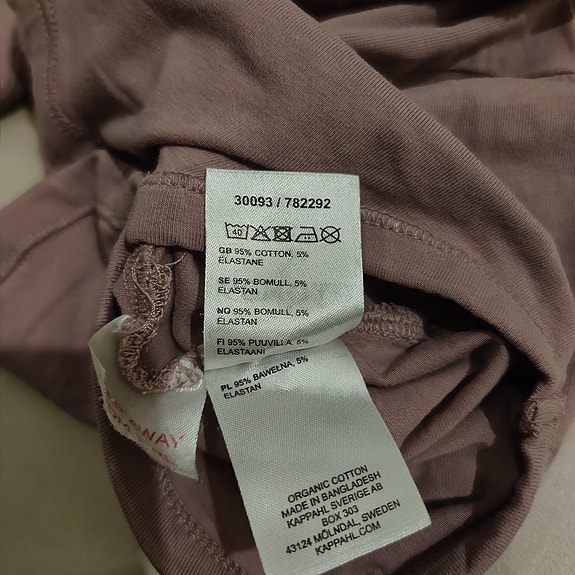 30093 / 782292
40
GB 95% COTTON, 5%
ELASTANE
SE 95% BOMULL, 5%
ELASTAN
NO 95% BOMULL, 5%
ELASTAN
FI 95% PUUVILLA, 5%
ELASTAANI
PL 95% BAWEŁNA, 5%
ELASTAN
ORGANIC COTTON
MADE IN BANGLADESH
KAPPAHL SVERIGE AB
BOX 303
43124 MÖLNDAL, SWEDEN
KAPPAHL.COM
AWAY